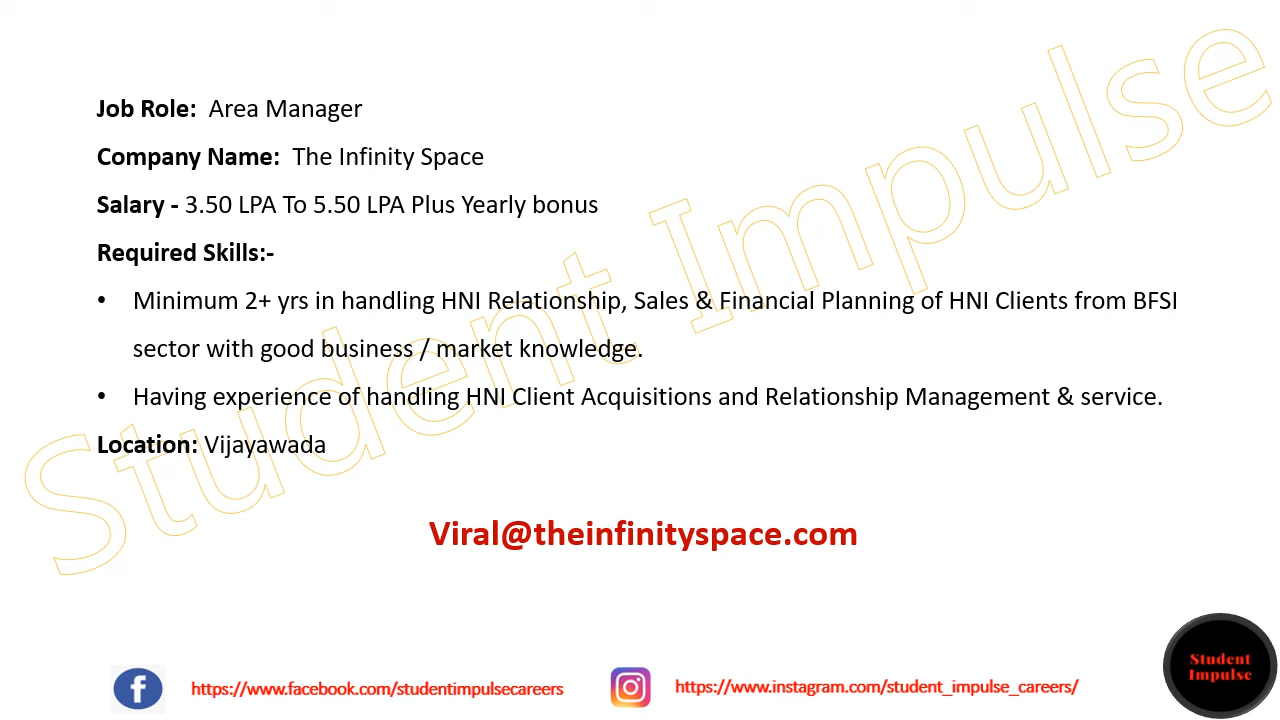 Job Role: Area Manager
Company Name: The Infinity Space
Salary - 3.50 LPA To 5.50 LPA Plus Yearly bonus
Required Skills:-
• Minimum 2+ yrs in handling HNI Relationship, Sales & Financial Planning of HNI Clients from BFSI
sector with good business / market knowledge.
• Having experience of handling HNI Client Acquisitions and Relationship Management & service.
Location: Vijayawada
Student Impulse
Viral@theinfinityspace.com
https://www.facebook.com/studentimpulsecareers
https://www.instagram.com/student_impulse_careers/
Student
Impulse